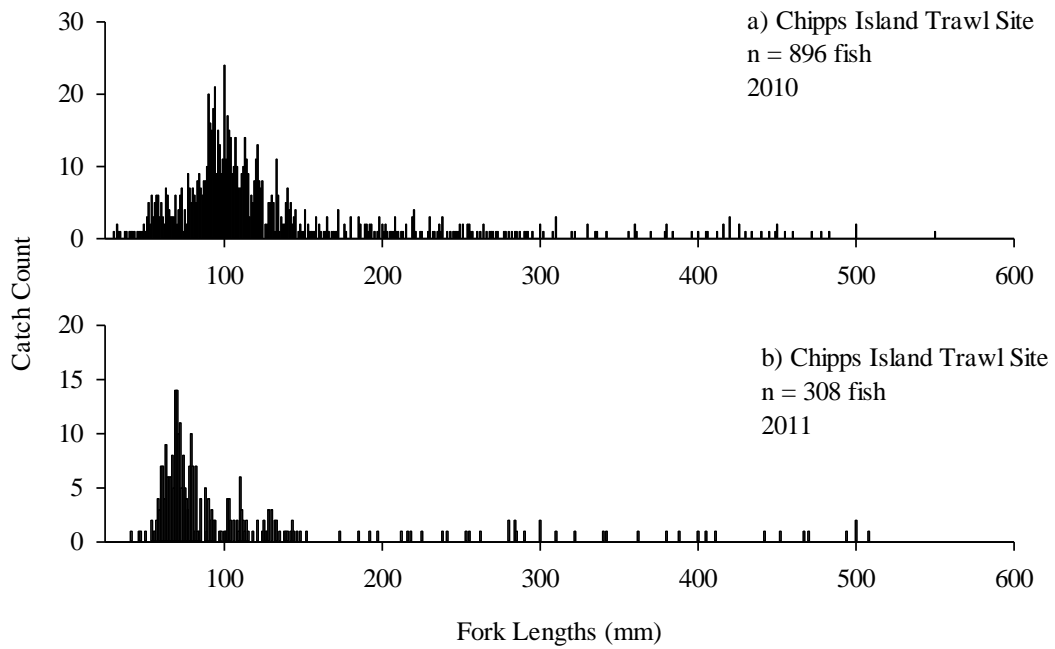 30
a) Chipps Island Trawl Site
n = 896 fish
2010
20
10
0
100 200 300 400 500 600
Catch Count
20
b) Chipps Island Trawl Site
n = 308 fish
2011
15
10
5
0
100 200 300 400 500 600
Fork Lengths (mm)